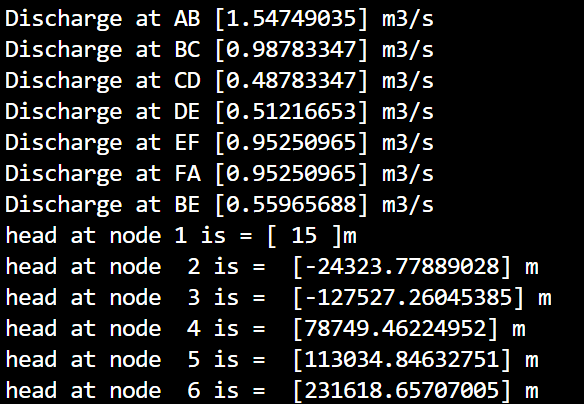 Discharge at AB [1.54749035] m3/s
Discharge at BC [0.98783347] m3/s
Discharge at CD [0.48783347] m3/s
Discharge at DE [0.51216653] m3/s
Discharge at EF [0.95250965] m3/s
Discharge at FA [0.95250965] m3/s
Discharge at BE [0.55965688] m3/s
head at node 1 is = [ 15 ]m
head at node  2 is =  [-24323.77889028] m
head at node  3 is =  [-127527.26045385] m
head at node  4 is =  [78749.46224952] m
head at node  5 is =  [113034.84632751] m
head at node  6 is =  [231618.65707005] m